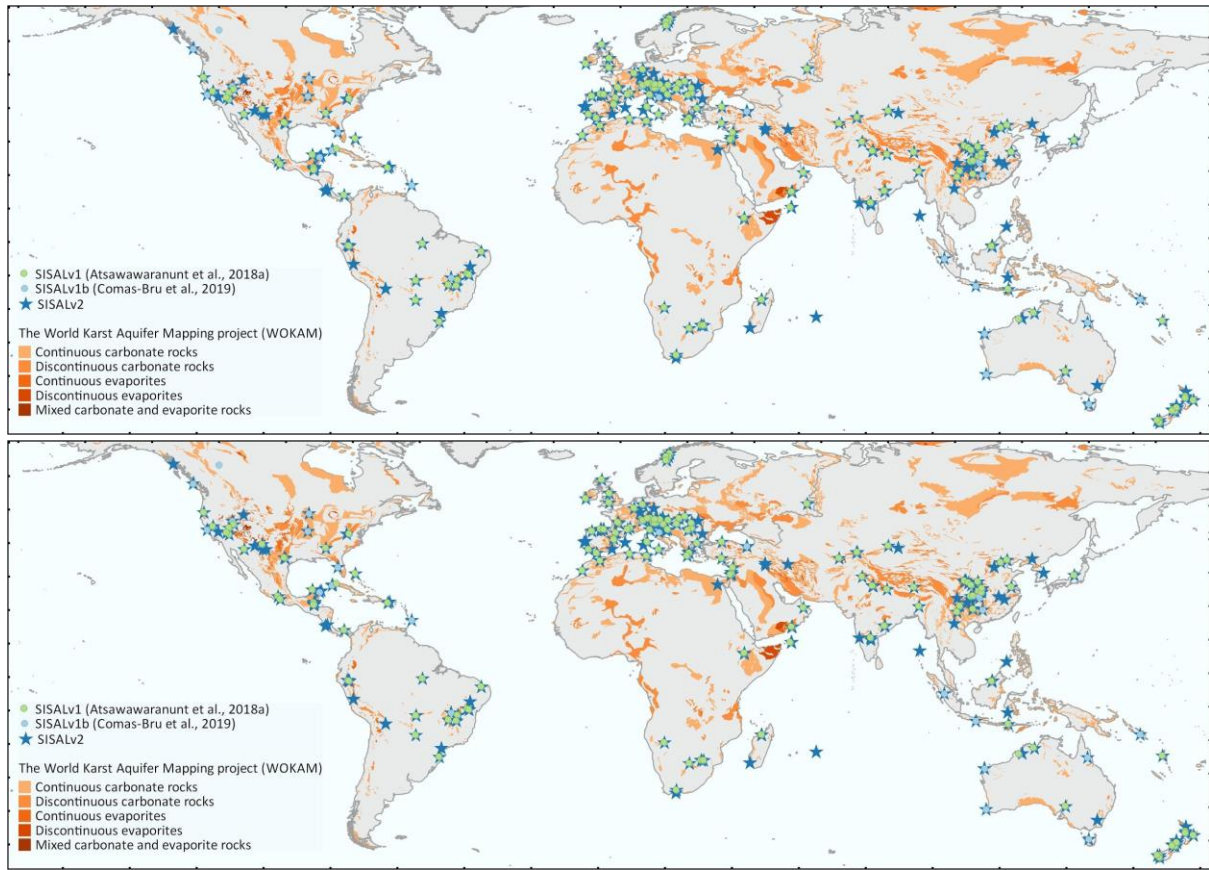 SISALv1 (Atsawawaranunt et al., 2018a)
SISALv1b (Comas-Bru et al., 2019)
SISALv2
The World Karst Aquifer Mapping project (WOKAM)
Continuous carbonate rocks
Discontinuous carbonate rocks
Continuous evaporites
Discontinuous evaporites
Mixed carbonate and evaporite rocks
SISALv1 (Atsawawaranunt et al., 2018a)
SISALv1b (Comas-Bru et al., 2019)
SISALv2
The World Karst Aquifer Mapping project (WOKAM)
Continuous carbonate rocks
Discontinuous carbonate rocks
Continuous evaporites
Discontinuous evaporites
Mixed carbonate and evaporite rocks